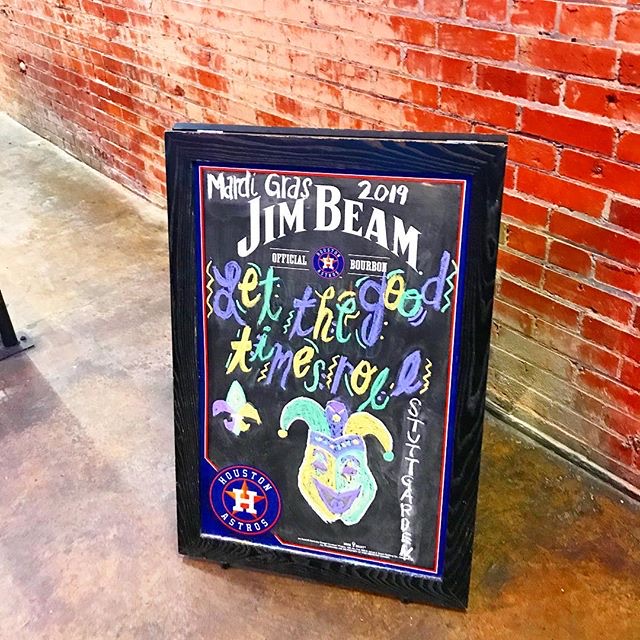 Mardi Gras 2019
JIM BEAM
OFFICIAL H BOURBON
Let the good
times roll
STUTTGARDEN
HOUSTON
H
ASTROS